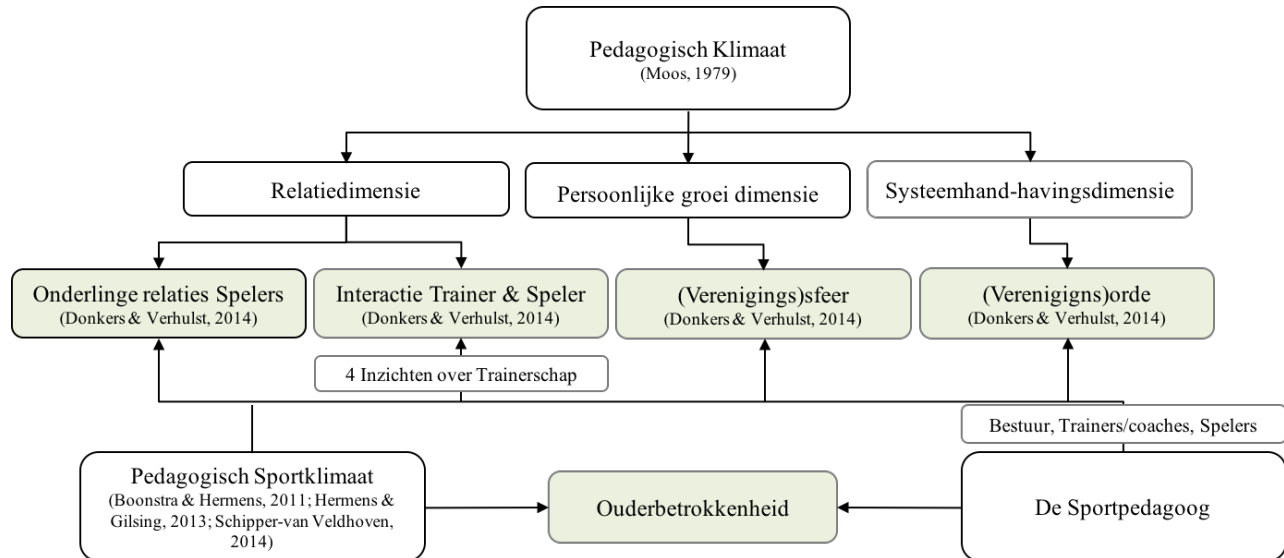 Pedagogisch Klimaat
(Moos, 1979)
Relatiedimensie
Persoonlijke groei dimensie
Systeemhand-havingsdimensie
Onderlinge relaties Spelers
(Donkers & Verhulst, 2014)
Interactie Trainer & Speler
(Donkers & Verhulst, 2014)
(Verenigings)sfeer
(Donkers & Verhulst, 2014)
(Verenigigns)orde
(Donkers & Verhulst, 2014)
4 Inzichten over Trainerschap
Bestuur, Trainers/coaches, Spelers
Pedagogisch Sportklimaat
(Boonstra & Hermens, 2011; Hermens &
Gilsing, 2013; Schipper-van Veldhoven,
2014)
Ouderbetrokkenheid
De Sportpedagoog